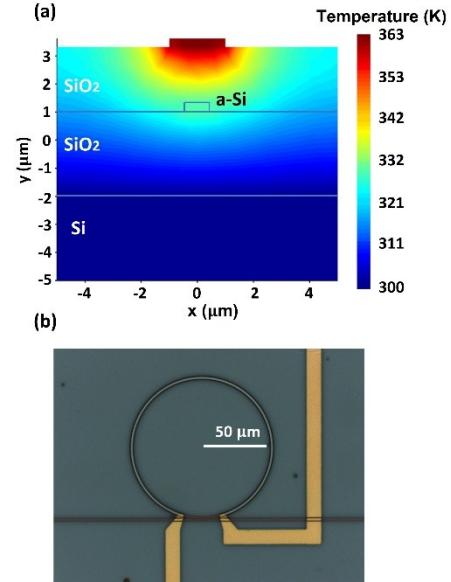 (a)
Temperature (K)
363
353
342
332
321
311
300
3
2
1
0
-1
-2
-3
-4
-5
y (μm)
SiO2
a-Si
SiO2
Si
-4
-2
0
2
4
x (μm)
(b)
50 μm